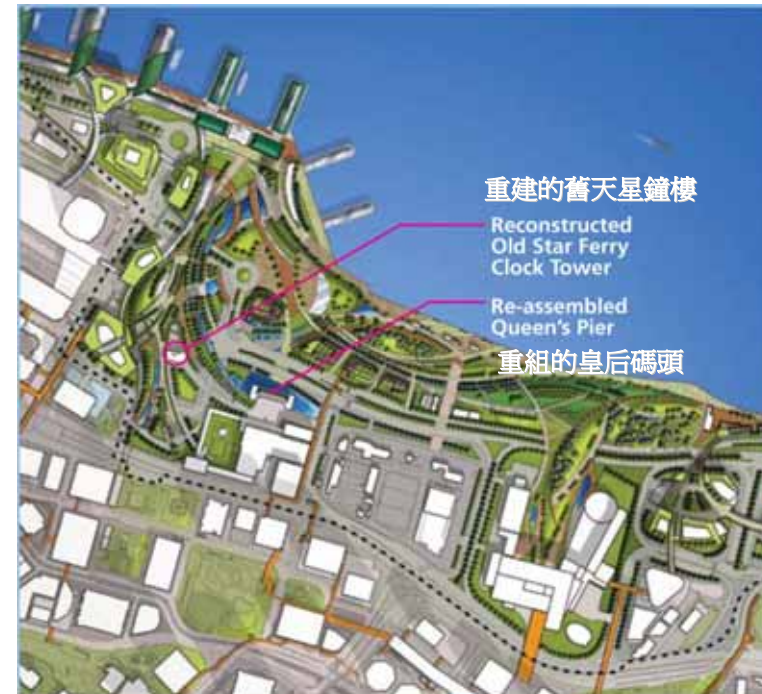 重建的舊天星鐘樓
Reconstructed
Old Star Ferry
Clock Tower
Re-assembled
Queen's Pier
重組的皇后碼頭